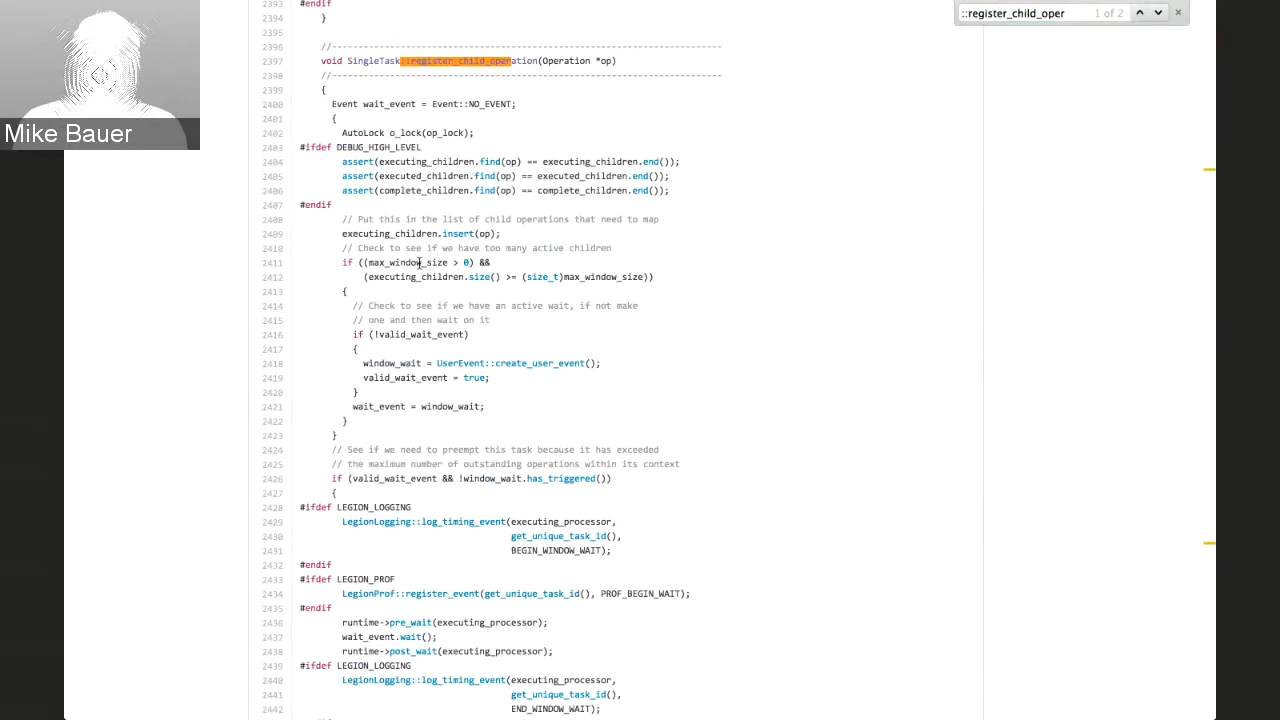 ::register_child_oper 1 of 2
Mike Bauer
2393 #endif
2394 }
2395
2396 //--------------------------------------------------------------------------
2397 void SingleTask::register_child_operation(Operation *op)
2398 //--------------------------------------------------------------------------
2399 {
2400 Event wait_event = Event::NO_EVENT;
2401 {
2402 AutoLock o_lock(op_lock);
2403 #ifdef DEBUG_HIGH_LEVEL
2404 assert(executing_children.find(op) == executing_children.end());
2405 assert(executed_children.find(op) == executed_children.end());
2406 assert(complete_children.find(op) == complete_children.end());
2407 #endif
2408 // Put this in the list of child operations that need to map
2409 executing_children.insert(op);
2410 // Check to see if we have too many active children
2411 if ((max_window_size > 0) &&
2412 (executing_children.size() >= (size_t)max_window_size))
2413 {
2414 // Check to see if we have an active wait, if not make
2415 // one and then wait on it
2416 if (!valid_wait_event)
2417 {
2418 window_wait = UserEvent::create_user_event();
2419 valid_wait_event = true;
2420 }
2421 wait_event = window_wait;
2422 }
2423 }
2424 // See if we need to preempt this task because it has exceeded
2425 // the maximum number of outstanding operations within its context
2426 if (valid_wait_event && !window_wait.has_triggered())
2427 {
2428 #ifdef LEGION_LOGGING
2429 LegionLogging::log_timing_event(executing_processor,
2430 get_unique_task_id(),
2431 BEGIN_WINDOW_WAIT);
2432 #endif
2433 #ifdef LEGION_PROF
2434 LegionProf::register_event(get_unique_task_id(), PROF_BEGIN_WAIT);
2435 #endif
2436 runtime->pre_wait(executing_processor);
2437 wait_event.wait();
2438 runtime->post_wait(executing_processor);
2439 #ifdef LEGION_LOGGING
2440 LegionLogging::log_timing_event(executing_processor,
2441 get_unique_task_id(),
2442 END_WINDOW_WAIT);